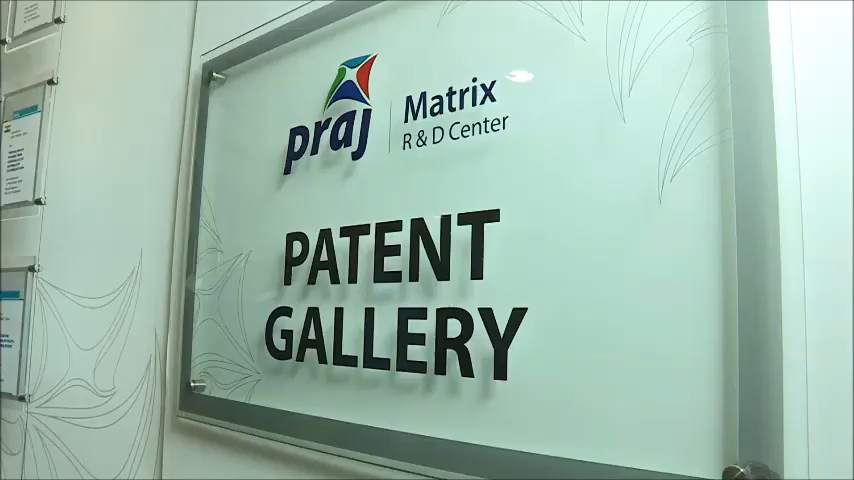 praj
Matrix
R & D Center
PATENT
GALLERY